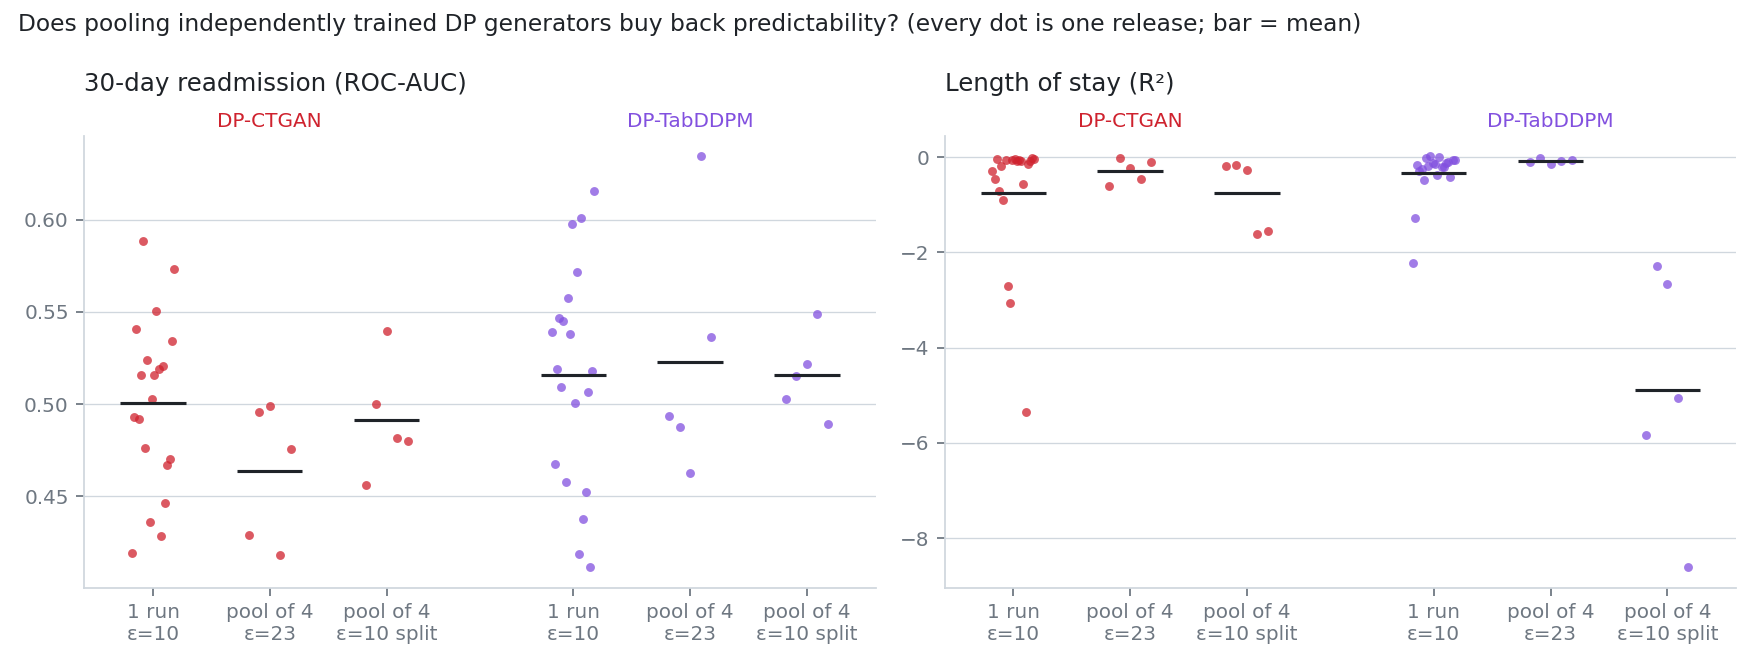 Does pooling independently trained DP generators buy back predictability? (every dot is one release; bar = mean)
30-day readmission (ROC-AUC)
DP-CTGAN
DP-TabDDPM
0.60
0.55
0.50
0.45
1 run
ε=10
pool of 4
ε=23
pool of 4
ε=10 split
1 run
ε=10
pool of 4
ε=23
pool of 4
ε=10 split
Length of stay (R²)
DP-CTGAN
DP-TabDDPM
0
−2
−4
−6
−8
1 run
ε=10
pool of 4
ε=23
pool of 4
ε=10 split
1 run
ε=10
pool of 4
ε=23
pool of 4
ε=10 split